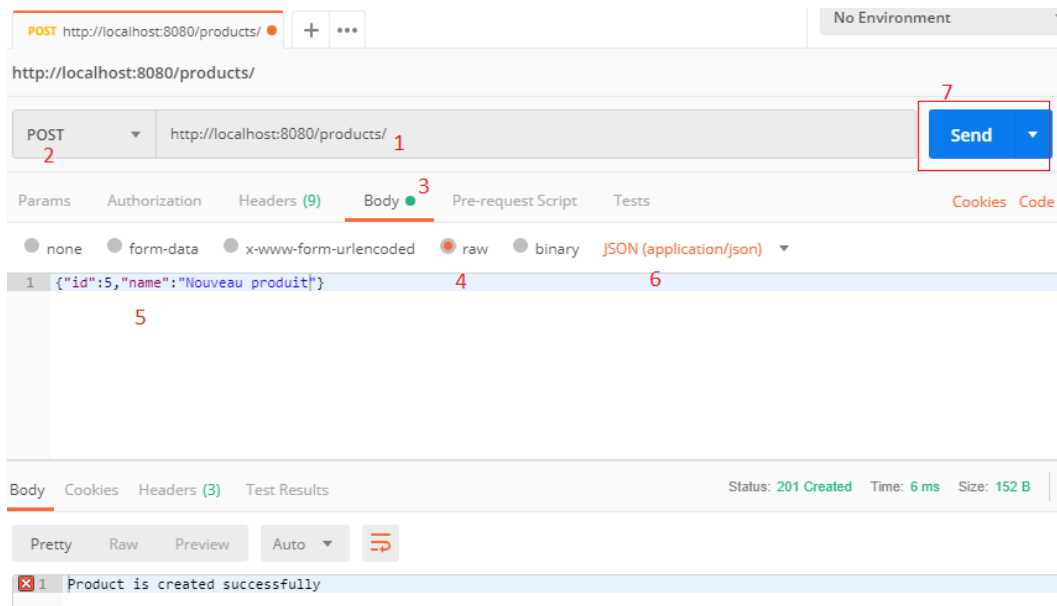 POST http://localhost:8080/products/ + ••• No Environment
http://localhost:8080/products/
7
POST http://localhost:8080/products/ Send
2 1
3
Params Authorization Headers (9) Body Pre-request Script Tests Cookies Code
none form-data x-www-form-urlencoded raw binary JSON (application/json)
1 {"id":5,"name":"Nouveau produit"}
4 6
5
Body Cookies Headers (3) Test Results Status: 201 Created Time: 6 ms Size: 152 B
Pretty Raw Preview Auto
1 Product is created successfully